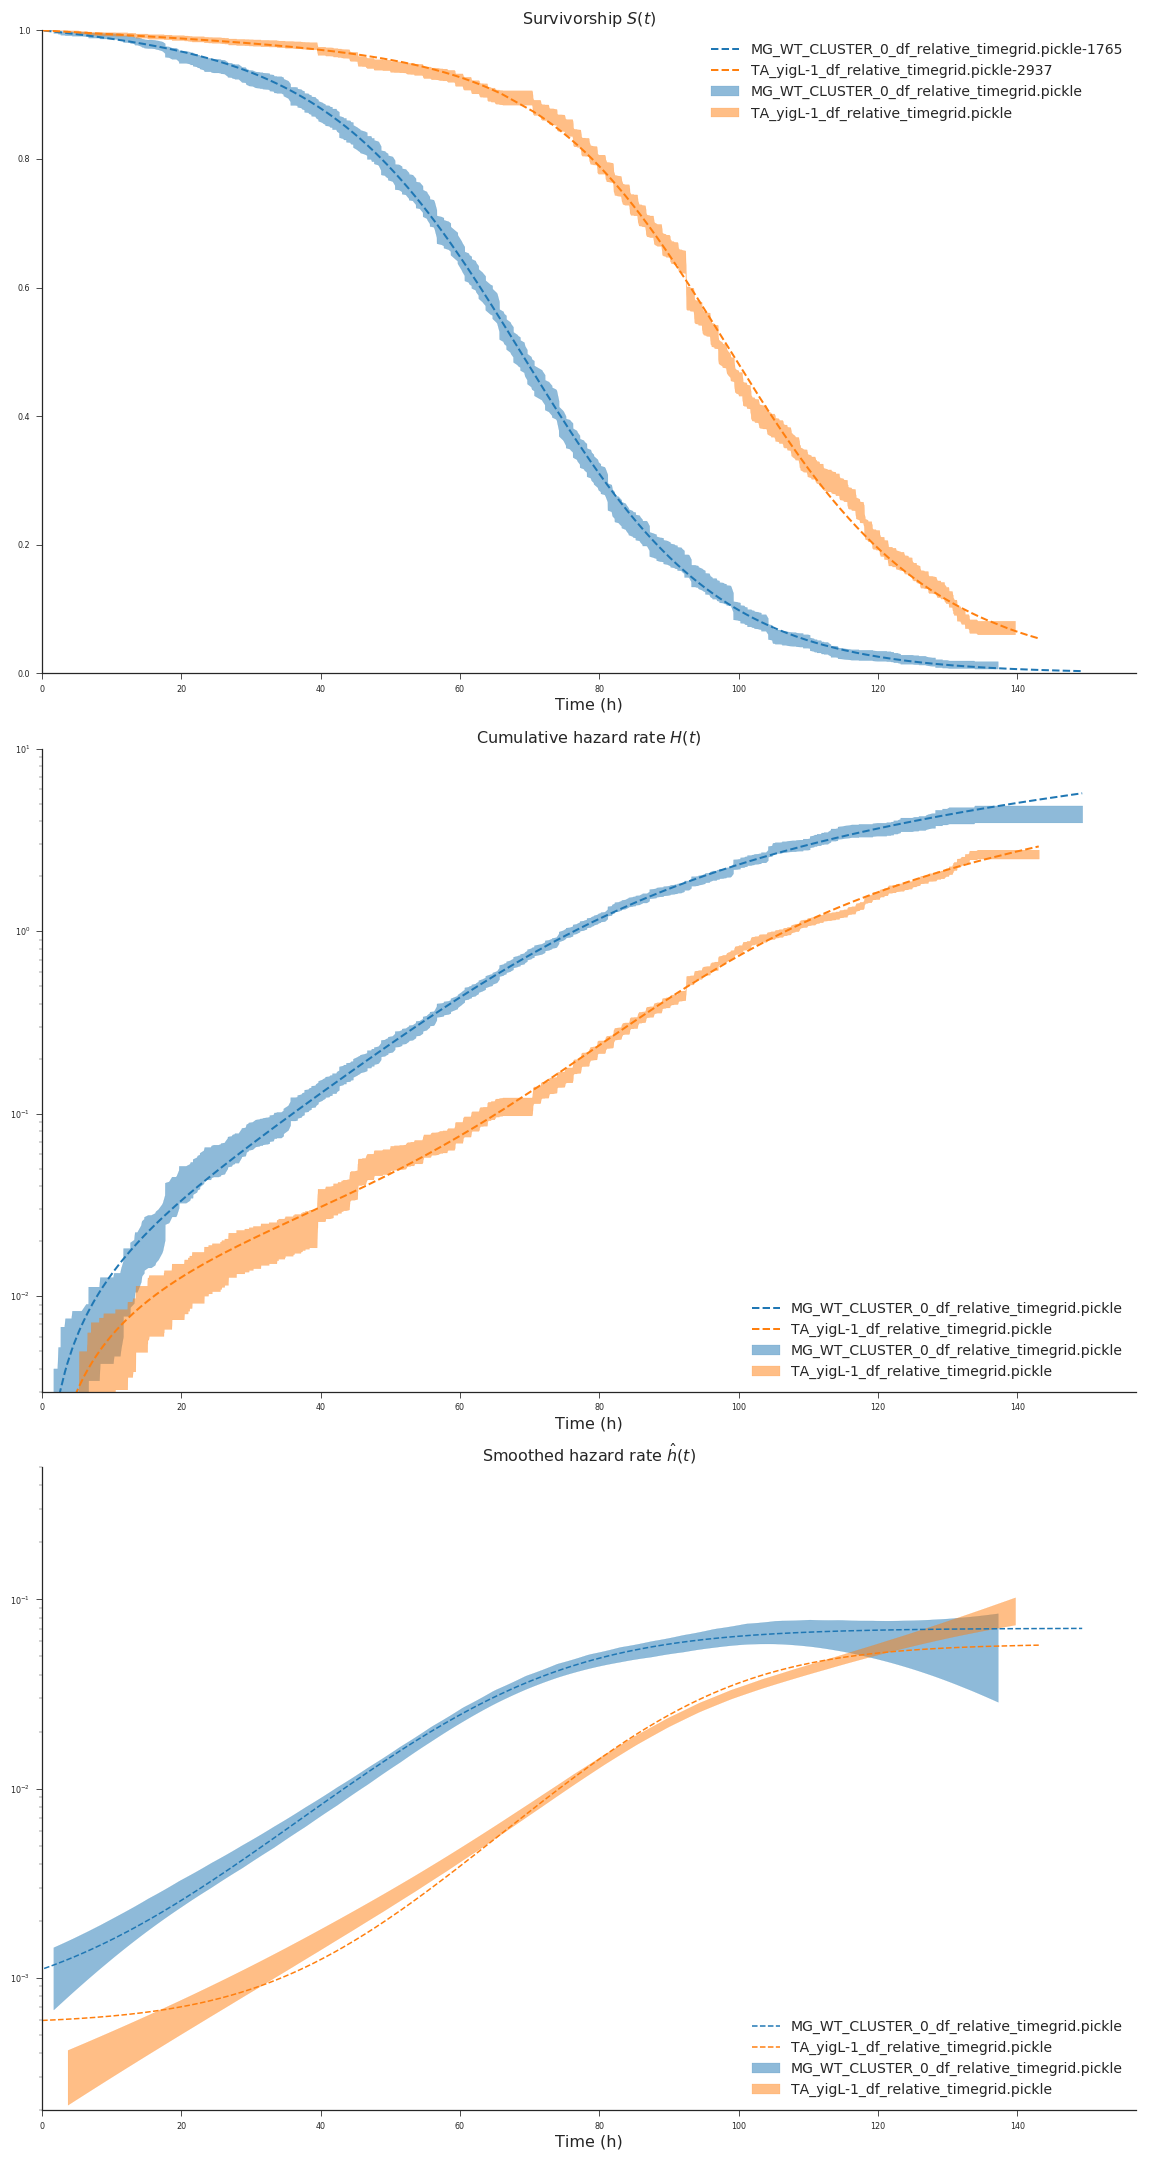 Survivorship S(t)
1.0
MG_WT_CLUSTER_0_df_relative_timegrid.pickle-1765
TA_yigL-1_df_relative_timegrid.pickle-2937
MG_WT_CLUSTER_0_df_relative_timegrid.pickle
TA_yigL-1_df_relative_timegrid.pickle
0.8
0.6
0.4
0.2
0.0
0 20 40 60 80 100 120 140
Time (h)
Cumulative hazard rate H(t)
10¹
10⁰
10⁻¹
10⁻²
MG_WT_CLUSTER_0_df_relative_timegrid.pickle
TA_yigL-1_df_relative_timegrid.pickle
MG_WT_CLUSTER_0_df_relative_timegrid.pickle
TA_yigL-1_df_relative_timegrid.pickle
0 20 40 60 80 100 120 140
Time (h)
Smoothed hazard rate ĥ(t)
10⁻¹
10⁻²
10⁻³
MG_WT_CLUSTER_0_df_relative_timegrid.pickle
TA_yigL-1_df_relative_timegrid.pickle
MG_WT_CLUSTER_0_df_relative_timegrid.pickle
TA_yigL-1_df_relative_timegrid.pickle
0 20 40 60 80 100 120 140
Time (h)